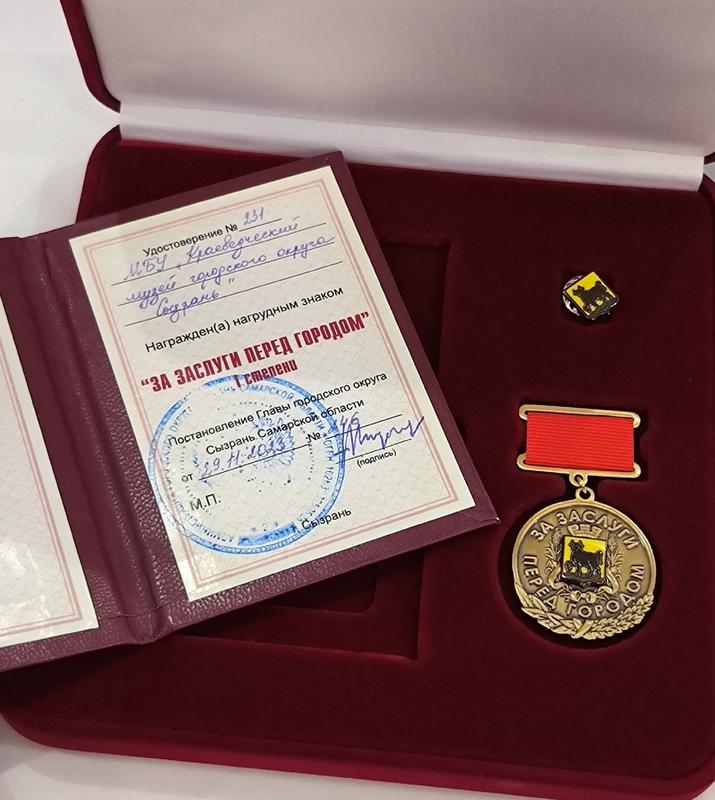 Удостоверение № 231
МБУ "Краеведческий
музей городского округа
Сызрань"
Награжден(а) нагрудным знаком
"ЗА ЗАСЛУГИ ПЕРЕД ГОРОДОМ"
I степени
Постановление Главы городского округа
Сызрань Самарской области
от 29.11.2023 №
(подпись)
М.П.
г.Сызрань
ЗА ЗАСЛУГИ
ПЕРЕД ГОРОДОМ